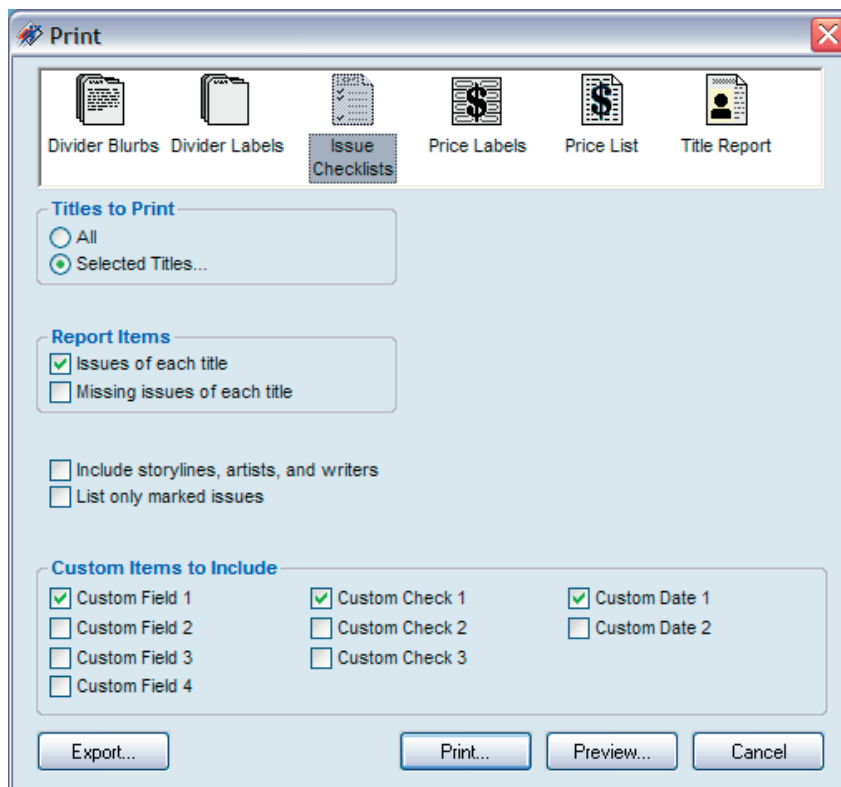 Print
Divider Blurbs Divider Labels Issue Checklists Price Labels Price List Title Report
Titles to Print
All
Selected Titles...
Report Items
Issues of each title
Missing issues of each title
Include storylines, artists, and writers
List only marked issues
Custom Items to Include
Custom Field 1 Custom Check 1 Custom Date 1
Custom Field 2 Custom Check 2 Custom Date 2
Custom Field 3 Custom Check 3
Custom Field 4
Export... Print... Preview... Cancel